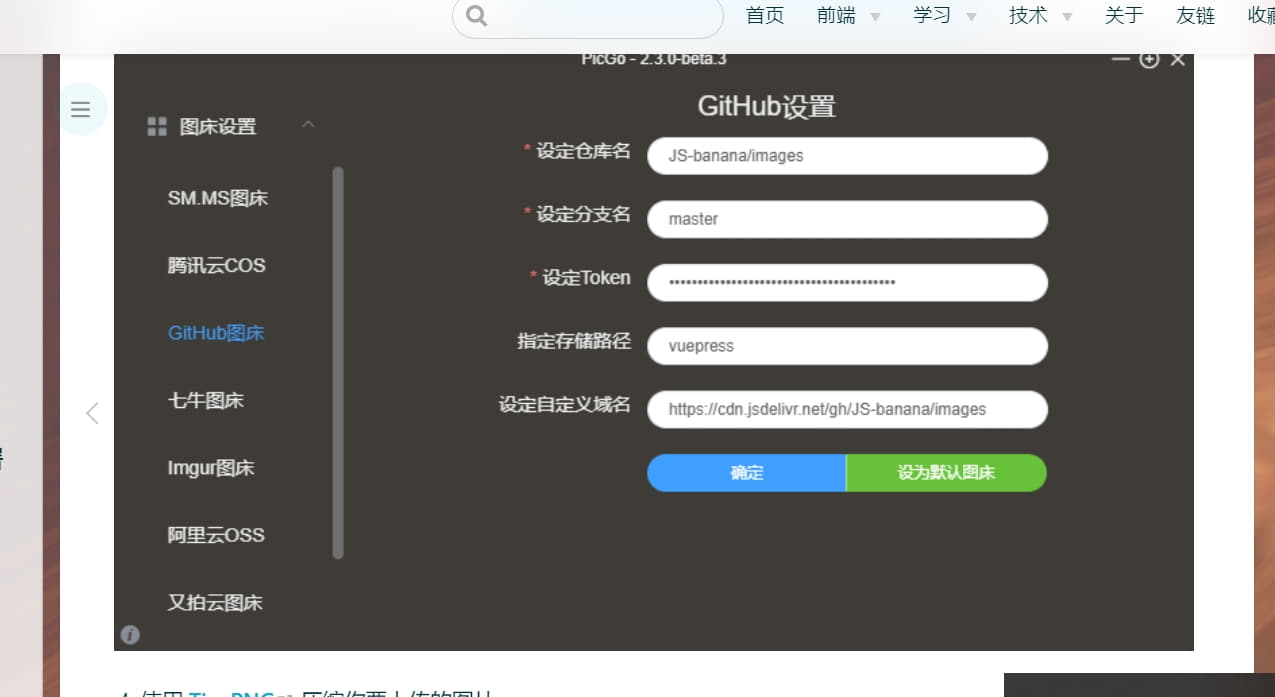 首页 前端 学习 技术 关于 友链
PicGo - 2.3.0-beta.3
图床设置
SM.MS图床
腾讯云COS
GitHub图床
七牛图床
Imgur图床
阿里云OSS
又拍云图床
GitHub设置
* 设定仓库名 JS-banana/images
* 设定分支名 master
* 设定Token ••••••••••••••••••••••••••••••••••••••••
指定存储路径 vuepress
设定自定义域名 https://cdn.jsdelivr.net/gh/JS-banana/images
确定 设为默认图床